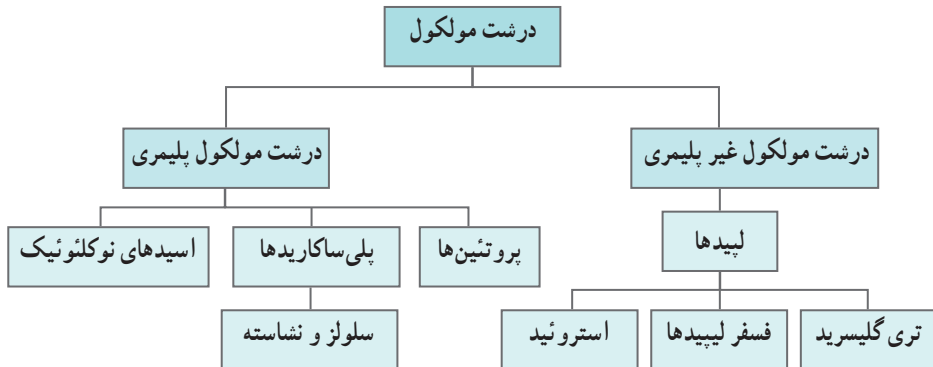 درشت مولکول
درشت مولکول غیر پلیمری
درشت مولکول پلیمری
لیپیدها
پروتئین‌ها
پلی‌ساکاریدها
اسیدهای نوکلئوئیک
تری گلیسرید
فسفر لیپیدها
استروئید
سلولز و نشاسته